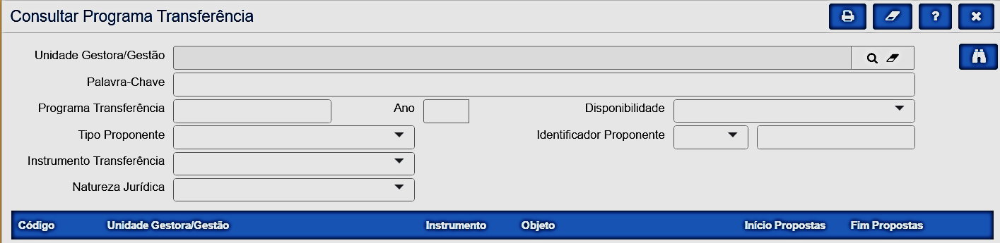 Consultar Programa Transferência
?
Unidade Gestora/Gestão
Palavra-Chave
Programa Transferência Ano Disponibilidade
Tipo Proponente Identificador Proponente
Instrumento Transferência
Natureza Jurídica
Código Unidade Gestora/Gestão Instrumento Objeto Início Propostas Fim Propostas